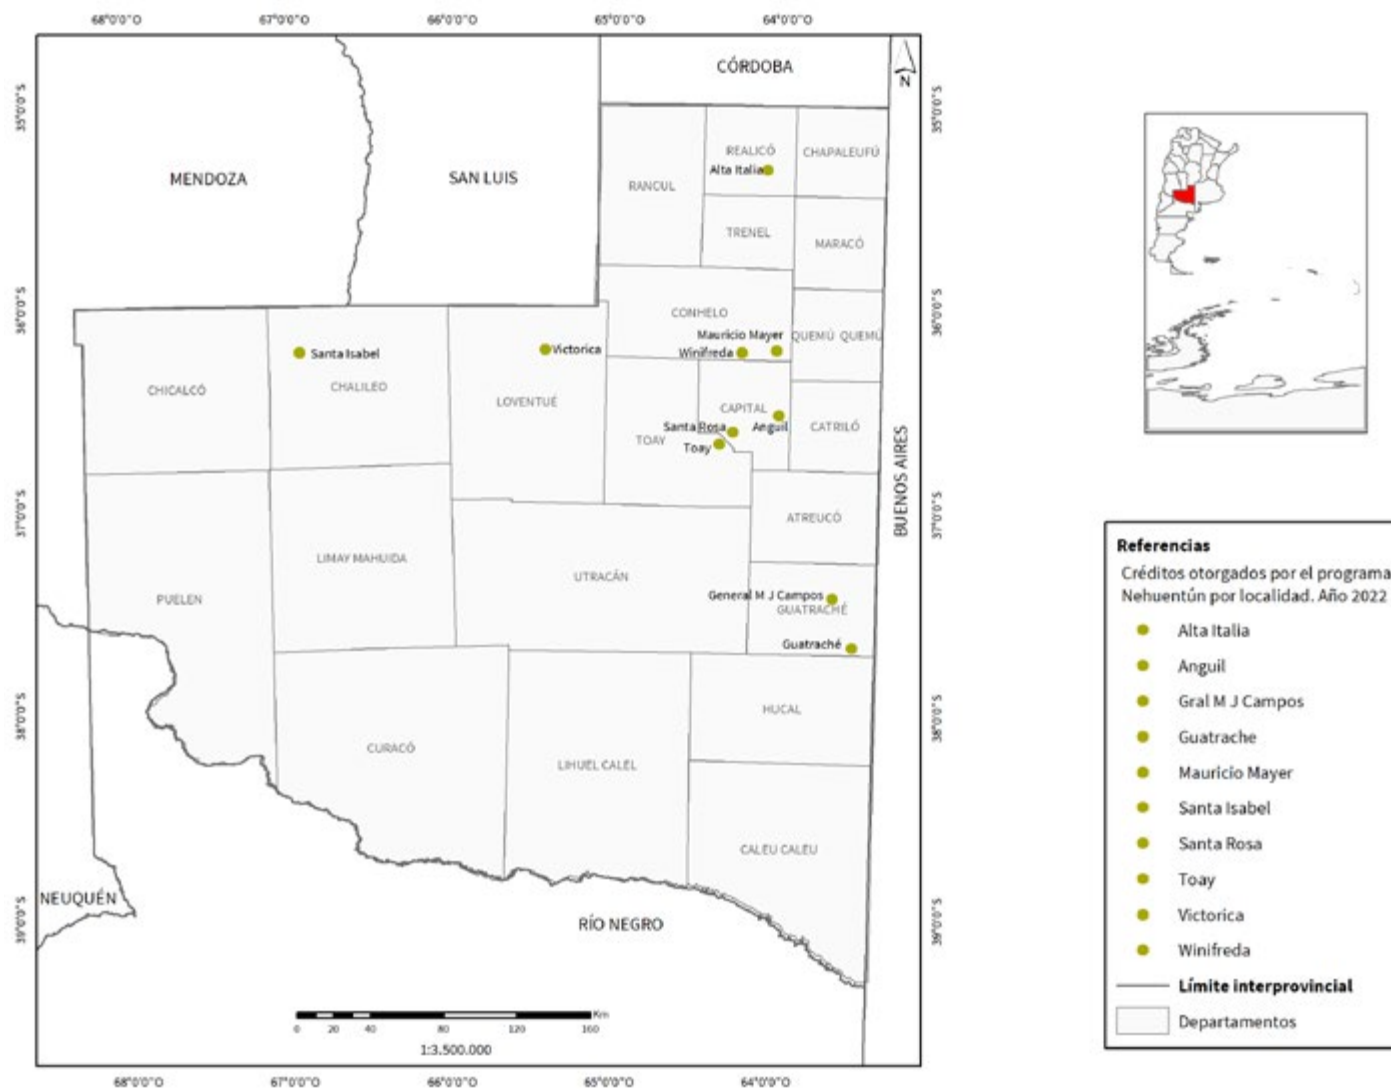 68°0'0"O 67°0'0"O 66°0'0"O 65°0'0"O 64°0'0"O
CÓRDOBA
N
35°0'0"S
35°0'0"S
MENDOZA
SAN LUIS
REALICÓ
CHAPALEUFÚ
Alta Italia
RANCUL
TRENEL
MARACÓ
36°0'0"S
36°0'0"S
CONHELO
Mauricio Mayer
QUEMÚ QUEMÚ
Santa Isabel
Victorica
Winifreda
CHICALCÓ
CHALILEO
LOVENTUÉ
CAPITAL
Santa Rosa
Anguil
CATRILÓ
TOAY
Toay
BUENOS AIRES
37°0'0"S
37°0'0"S
ATREUCÓ
LIMAY MAHUIDA
UTRACÁN
PUELEN
General M J Campos
GUATRACHÉ
Guatraché
38°0'0"S
38°0'0"S
HUCAL
CURACÓ
LIHUEL CALEL
CALEU CALEU
NEUQUÉN
RÍO NEGRO
39°0'0"S
39°0'0"S
Km
0 20 40 80 120 160
1:3.500.000
68°0'0"O 67°0'0"O 66°0'0"O 65°0'0"O 64°0'0"O
Referencias
Créditos otorgados por el programa
Nehuentún por localidad. Año 2022
Alta Italia
Anguil
Gral M J Campos
Guatrache
Mauricio Mayer
Santa Isabel
Santa Rosa
Toay
Victorica
Winifreda
Límite interprovincial
Departamentos